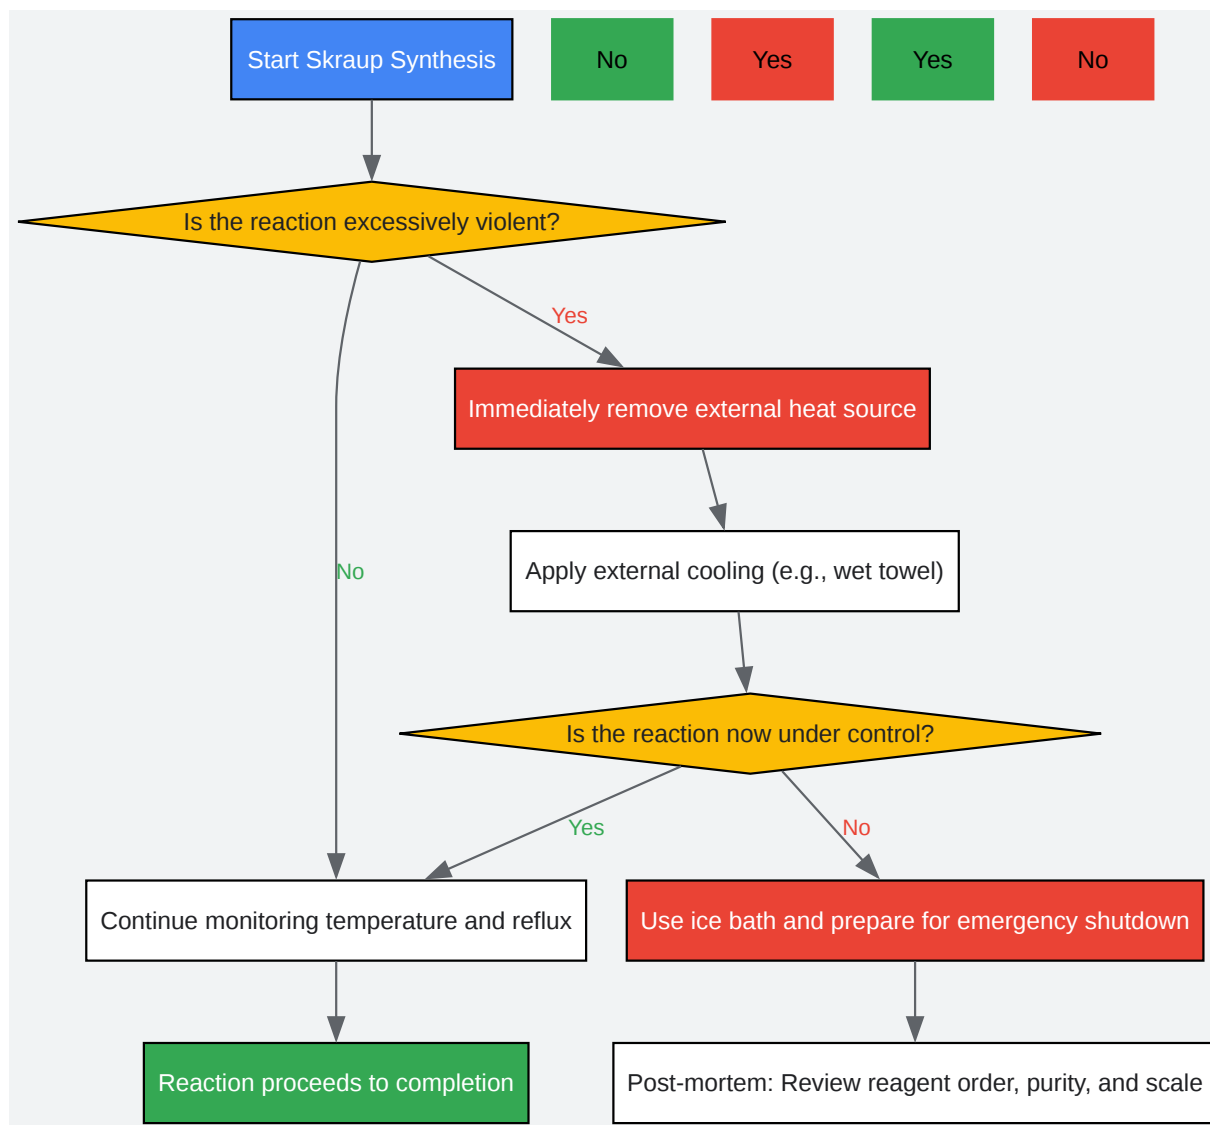 Start Skraup Synthesis
No
Yes
Yes
No
Is the reaction excessively violent?
Yes
Immediately remove external heat source
Apply external cooling (e.g., wet towel)
No
Is the reaction now under control?
Yes
No
Continue monitoring temperature and reflux
Use ice bath and prepare for emergency shutdown
Reaction proceeds to completion
Post-mortem: Review reagent order, purity, and scale